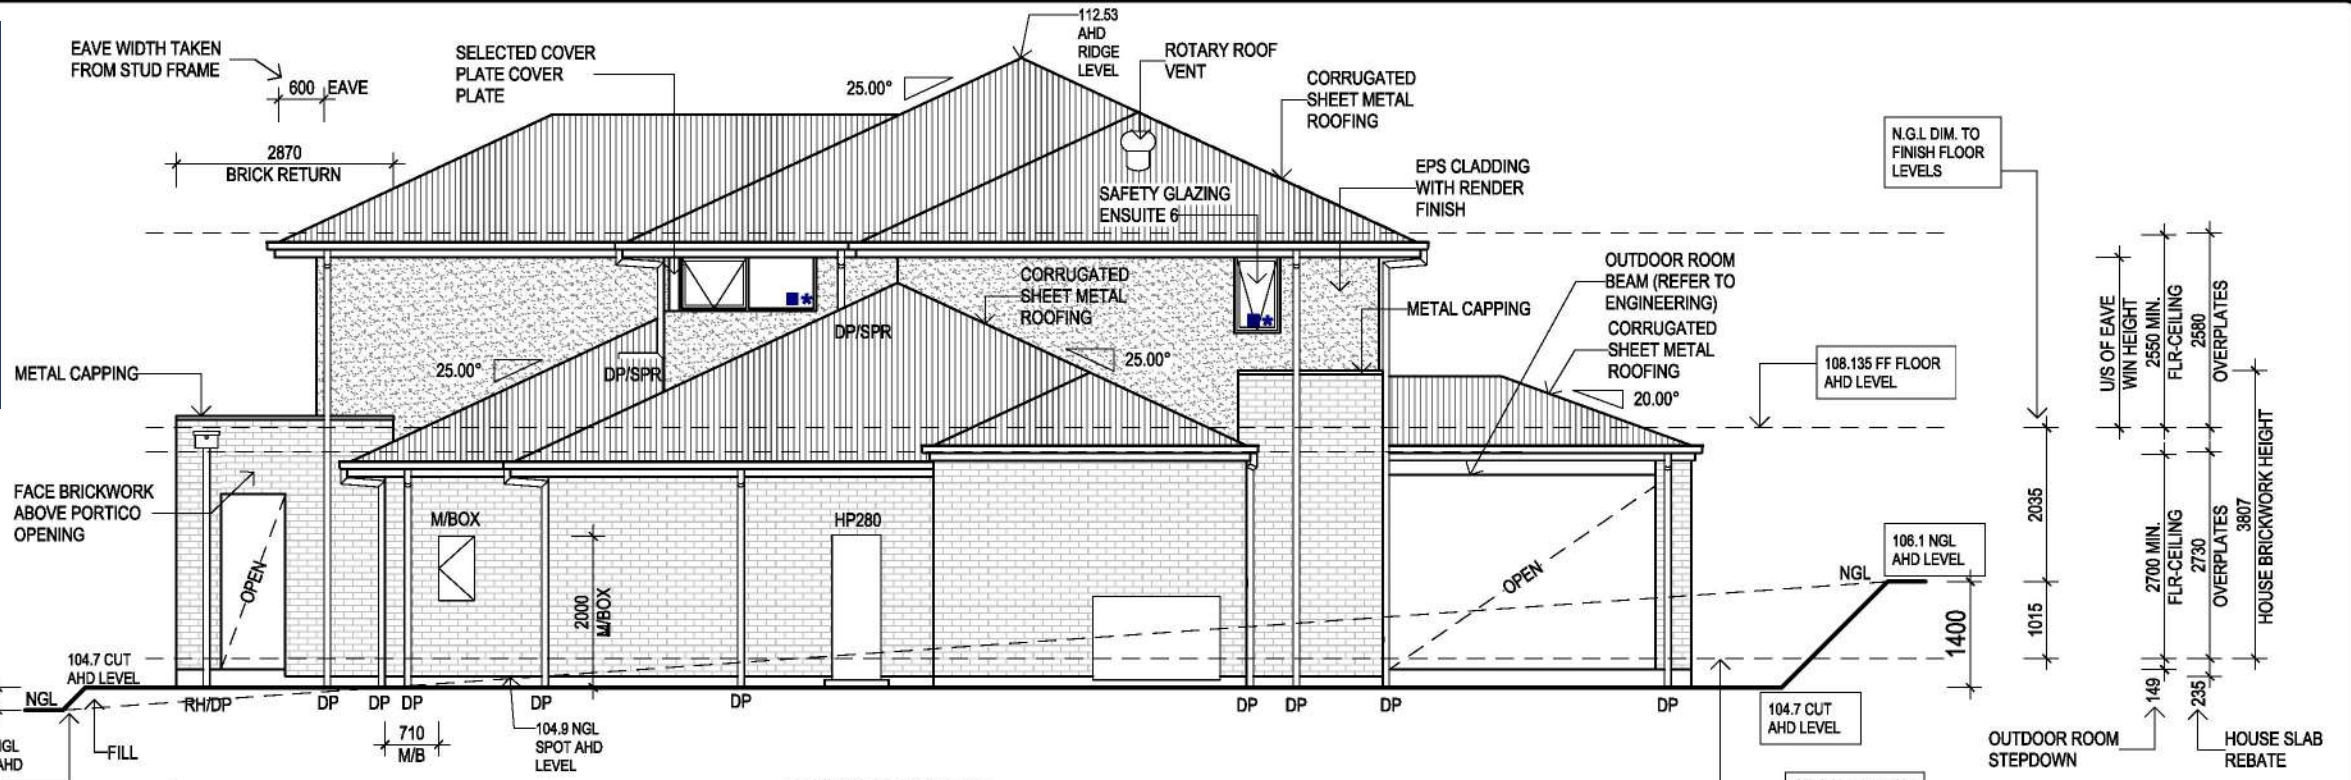 EAVE WIDTH TAKEN
FROM STUD FRAME
600 EAVE
2870
BRICK RETURN
SELECTED COVER
PLATE COVER
PLATE
25.00°
112.53
AHD
RIDGE
LEVEL
ROTARY ROOF
VENT
CORRUGATED
SHEET METAL
ROOFING
SAFETY GLAZING
ENSUITE 6
EPS CLADDING
WITH RENDER
FINISH
N.G.L DIM. TO
FINISH FLOOR
LEVELS
CORRUGATED
SHEET METAL
ROOFING
OUTDOOR ROOM
BEAM (REFER TO
ENGINEERING)
CORRUGATED
SHEET METAL
ROOFING
METAL CAPPING
METAL CAPPING
25.00°
DP/SPR
DP/SPR
25.00°
20.00°
108.135 FF FLOOR
AHD LEVEL
U/S OF EAVE
WIN HEIGHT
2550 MIN.
FLR-CEILING
2580
OVERPLATES
FACE BRICKWORK
ABOVE PORTICO
OPENING
OPEN
M/BOX
2000
M/BOX
HP280
OPEN
2035
1015
2700 MIN.
FLR-CEILING
2730
OVERPLATES
3807
HOUSE BRICKWORK HEIGHT
106.1 NGL
AHD LEVEL
NGL
1400
104.7 CUT
AHD LEVEL
NGL
RH/DP
DP
DP
DP
DP
DP
DP
DP
DP
DP
710
M/B
104.9 NGL
SPOT AHD
LEVEL
FILL
AHD
104.7 CUT
AHD LEVEL
149
235
OUTDOOR ROOM
STEPDOWN
HOUSE SLAB
REBATE